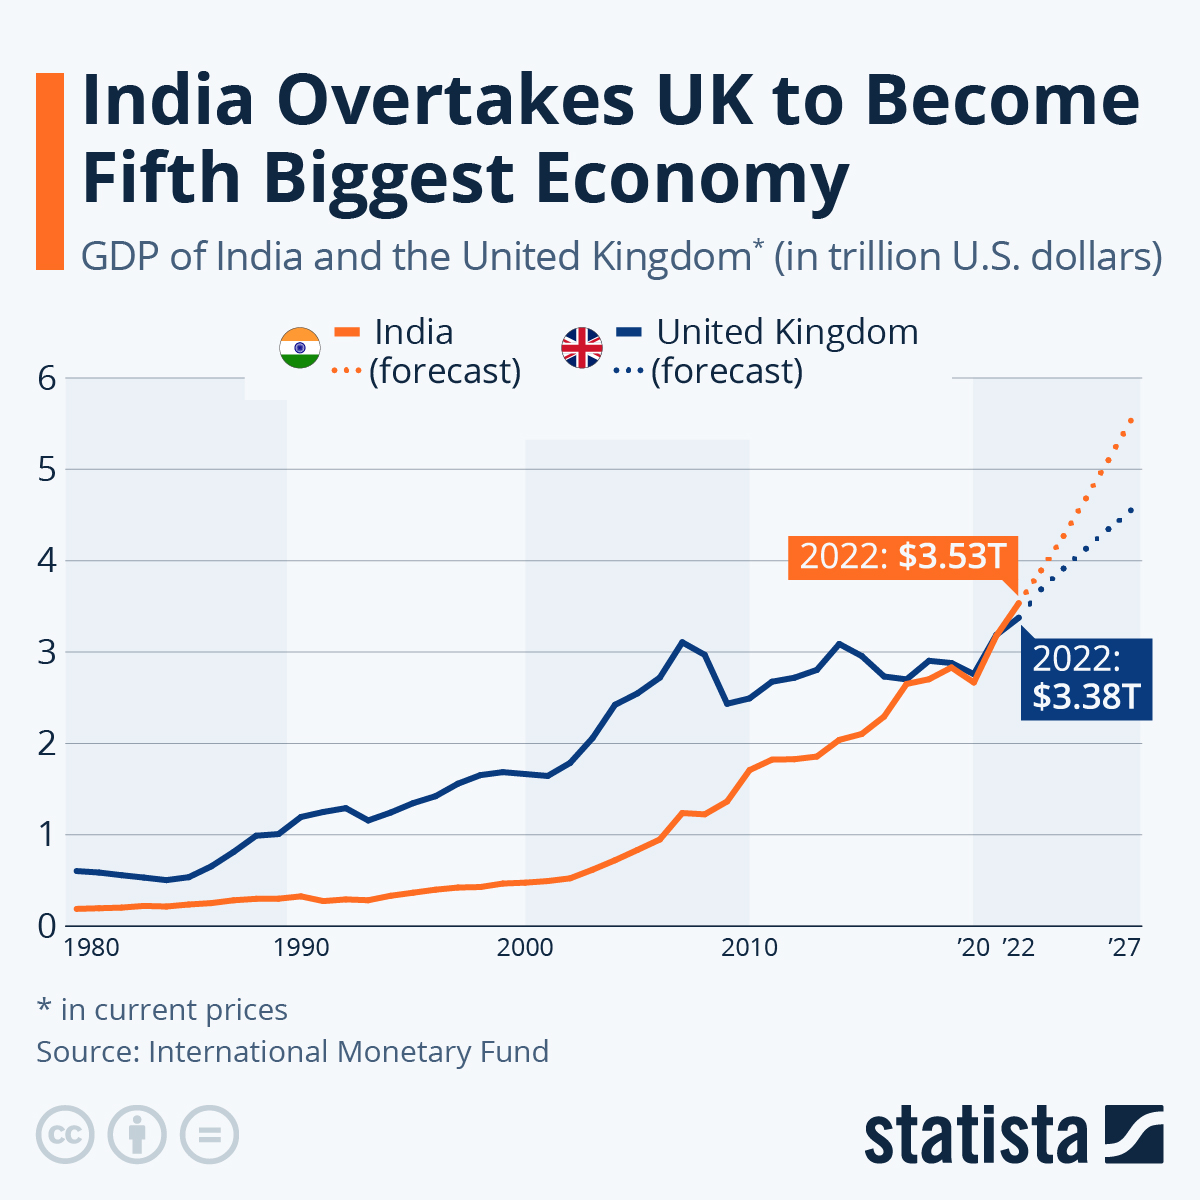 India Overtakes UK to Become
Fifth Biggest Economy
GDP of India and the United Kingdom* (in trillion U.S. dollars)
India
(forecast)
United Kingdom
(forecast)
6
5
4
3
2
1
0
2022: $3.53T
2022:
$3.38T
1980 1990 2000 2010 ’20 ’22 ’27
* in current prices
Source: International Monetary Fund
cc
statista